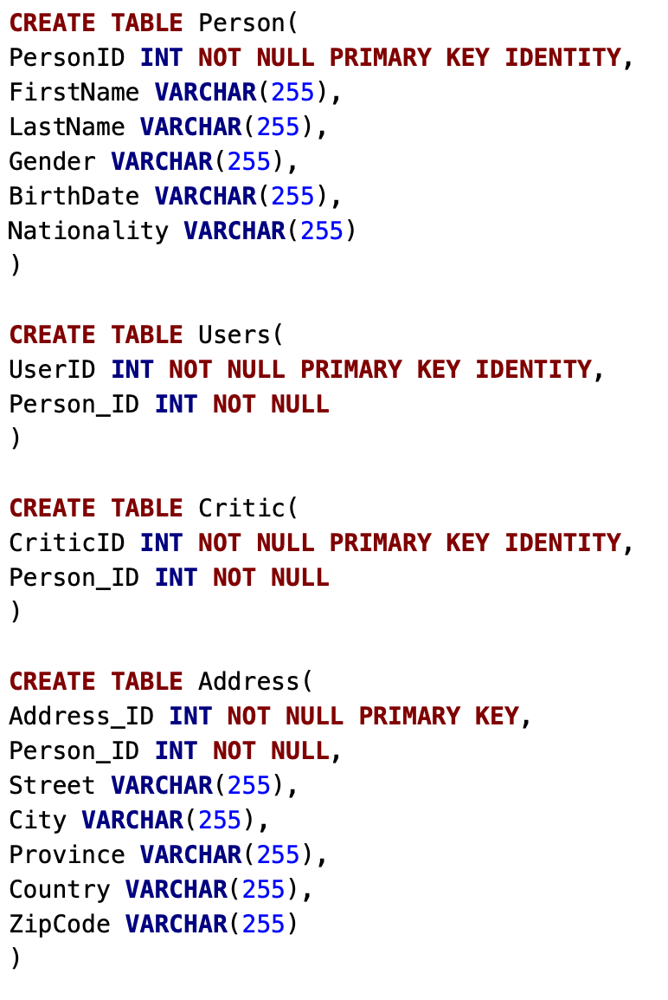 CREATE TABLE Person(
PersonID INT NOT NULL PRIMARY KEY IDENTITY,
FirstName VARCHAR(255),
LastName VARCHAR(255),
Gender VARCHAR(255),
BirthDate VARCHAR(255),
Nationality VARCHAR(255)
)
CREATE TABLE Users(
UserID INT NOT NULL PRIMARY KEY IDENTITY,
Person_ID INT NOT NULL
)
CREATE TABLE Critic(
CriticID INT NOT NULL PRIMARY KEY IDENTITY,
Person_ID INT NOT NULL
)
CREATE TABLE Address(
Address_ID INT NOT NULL PRIMARY KEY,
Person_ID INT NOT NULL,
Street VARCHAR(255),
City VARCHAR(255),
Province VARCHAR(255),
Country VARCHAR(255),
ZipCode VARCHAR(255)
)